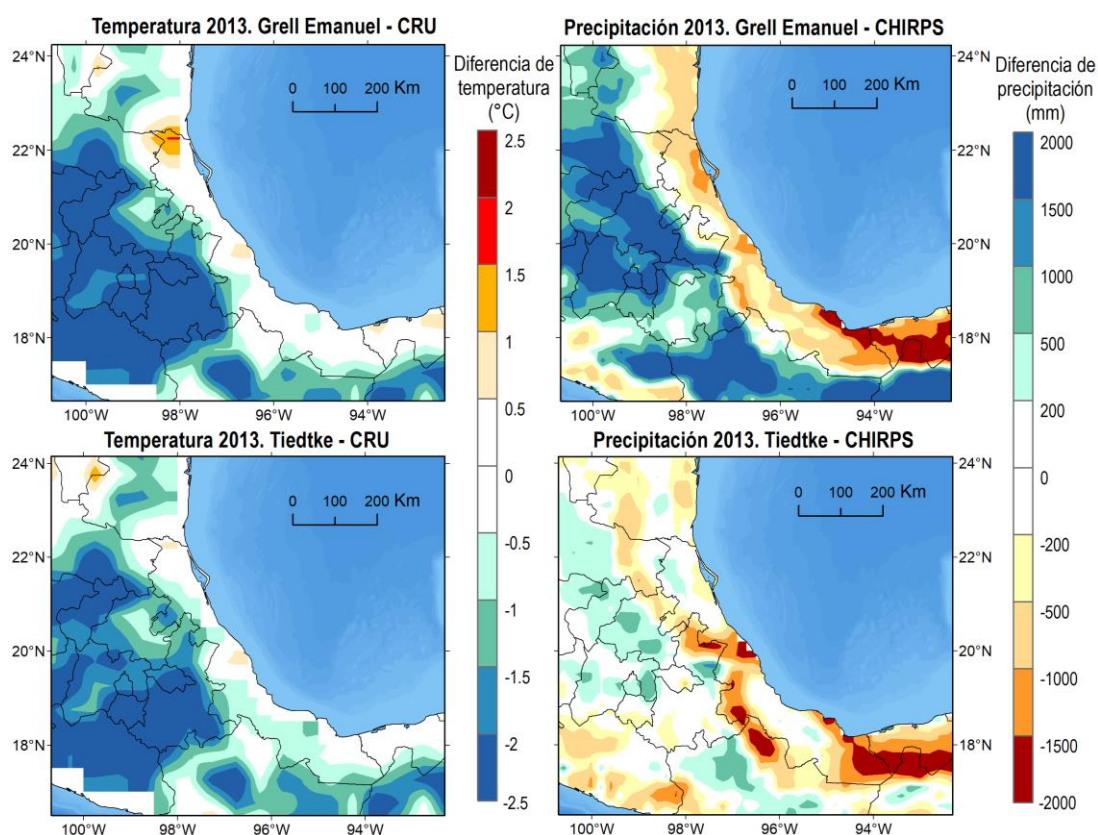 Temperatura 2013. Grell Emanuel - CRU
24°N
22°N
20°N
18°N
0 100 200 Km
100°W 98°W 96°W 94°W
Diferencia de
temperatura
(°C)
2.5
2
1.5
1
0.5
0
-0.5
-1
-1.5
-2
-2.5
Precipitación 2013. Grell Emanuel - CHIRPS
0 100 200 Km
24°N
22°N
20°N
18°N
100°W 98°W 96°W 94°W
Diferencia de
precipitación
(mm)
2000
1500
1000
500
200
0
-200
-500
-1000
-1500
-2000
Temperatura 2013. Tiedtke - CRU
24°N
22°N
20°N
18°N
0 100 200 Km
100°W 98°W 96°W 94°W
Precipitación 2013. Tiedtke - CHIRPS
0 100 200 Km
24°N
22°N
20°N
18°N
100°W 98°W 96°W 94°W